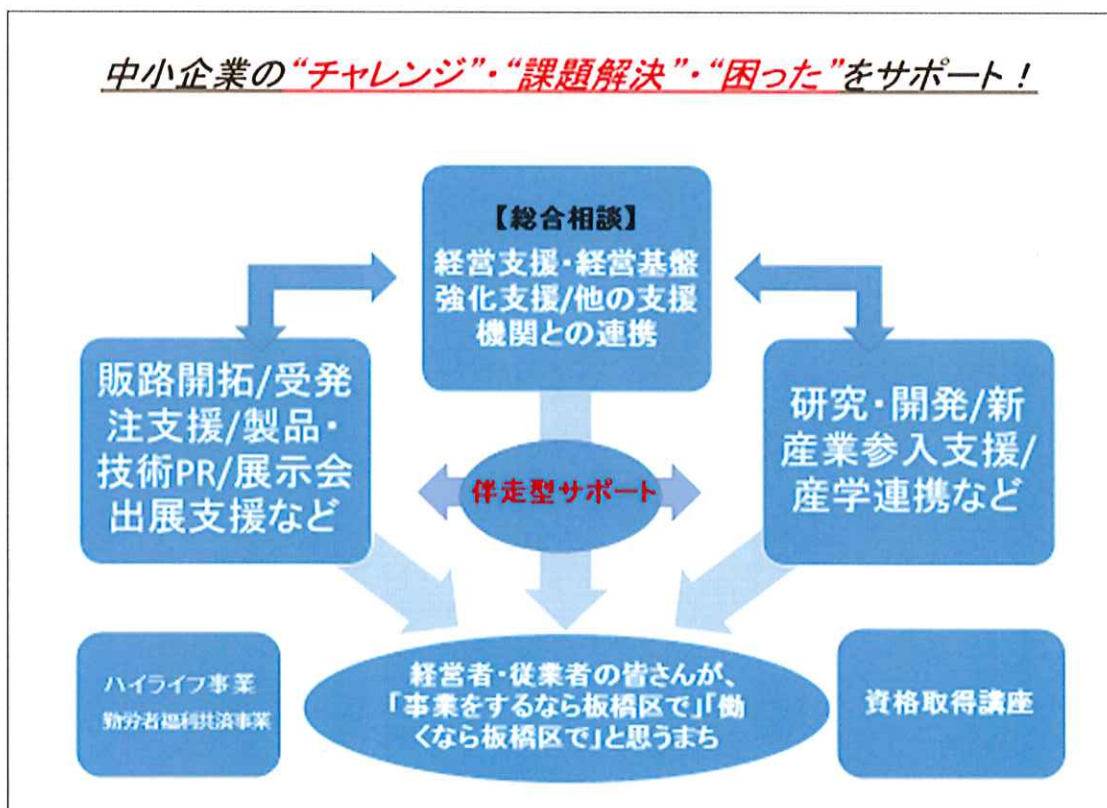 中小企業の“チャレンジ”・“課題解決”・“困った”をサポート！
【総合相談】
経営支援・経営基盤
強化支援/他の支援
機関との連携
販路開拓/受発
注支援/製品・
技術PR/展示会
出展支援など
研究・開発/新
産業参入支援/
産学連携など
伴走型サポート
ハイライフ事業
勤労者福利共済事業
経営者・従業者の皆さんが、
「事業をするなら板橋区で」「働
くなら板橋区で」と思うまち
資格取得講座